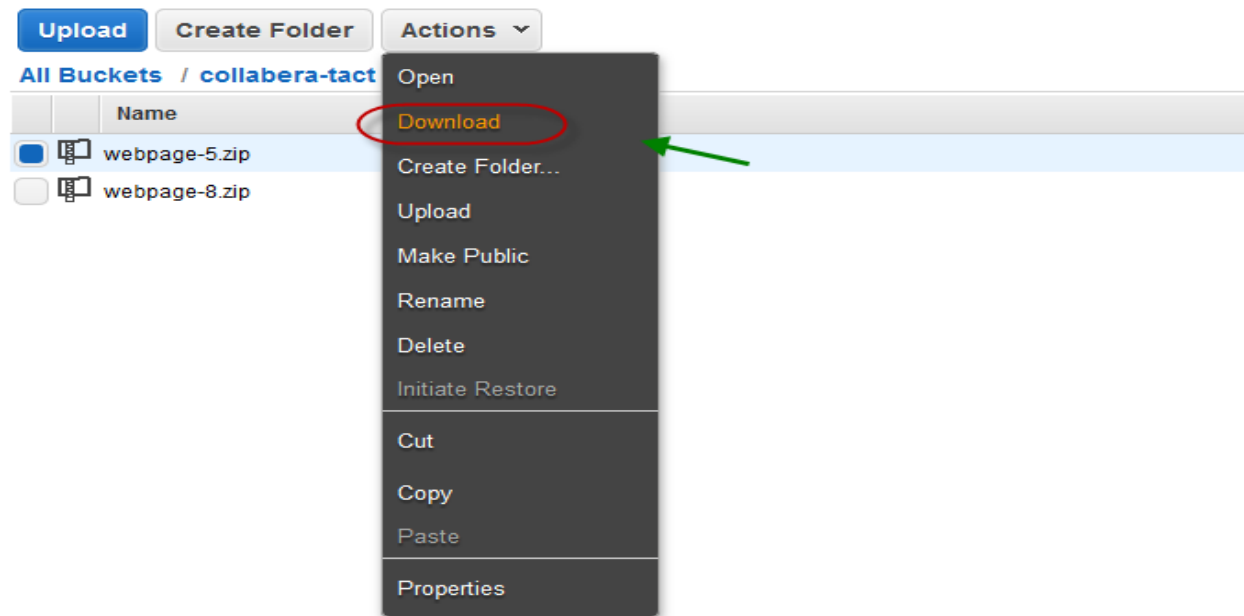 Upload Create Folder Actions
All Buckets / collabera-tact
Name
webpage-5.zip
webpage-8.zip
Open
Download
Create Folder...
Upload
Make Public
Rename
Delete
Initiate Restore
Cut
Copy
Paste
Properties